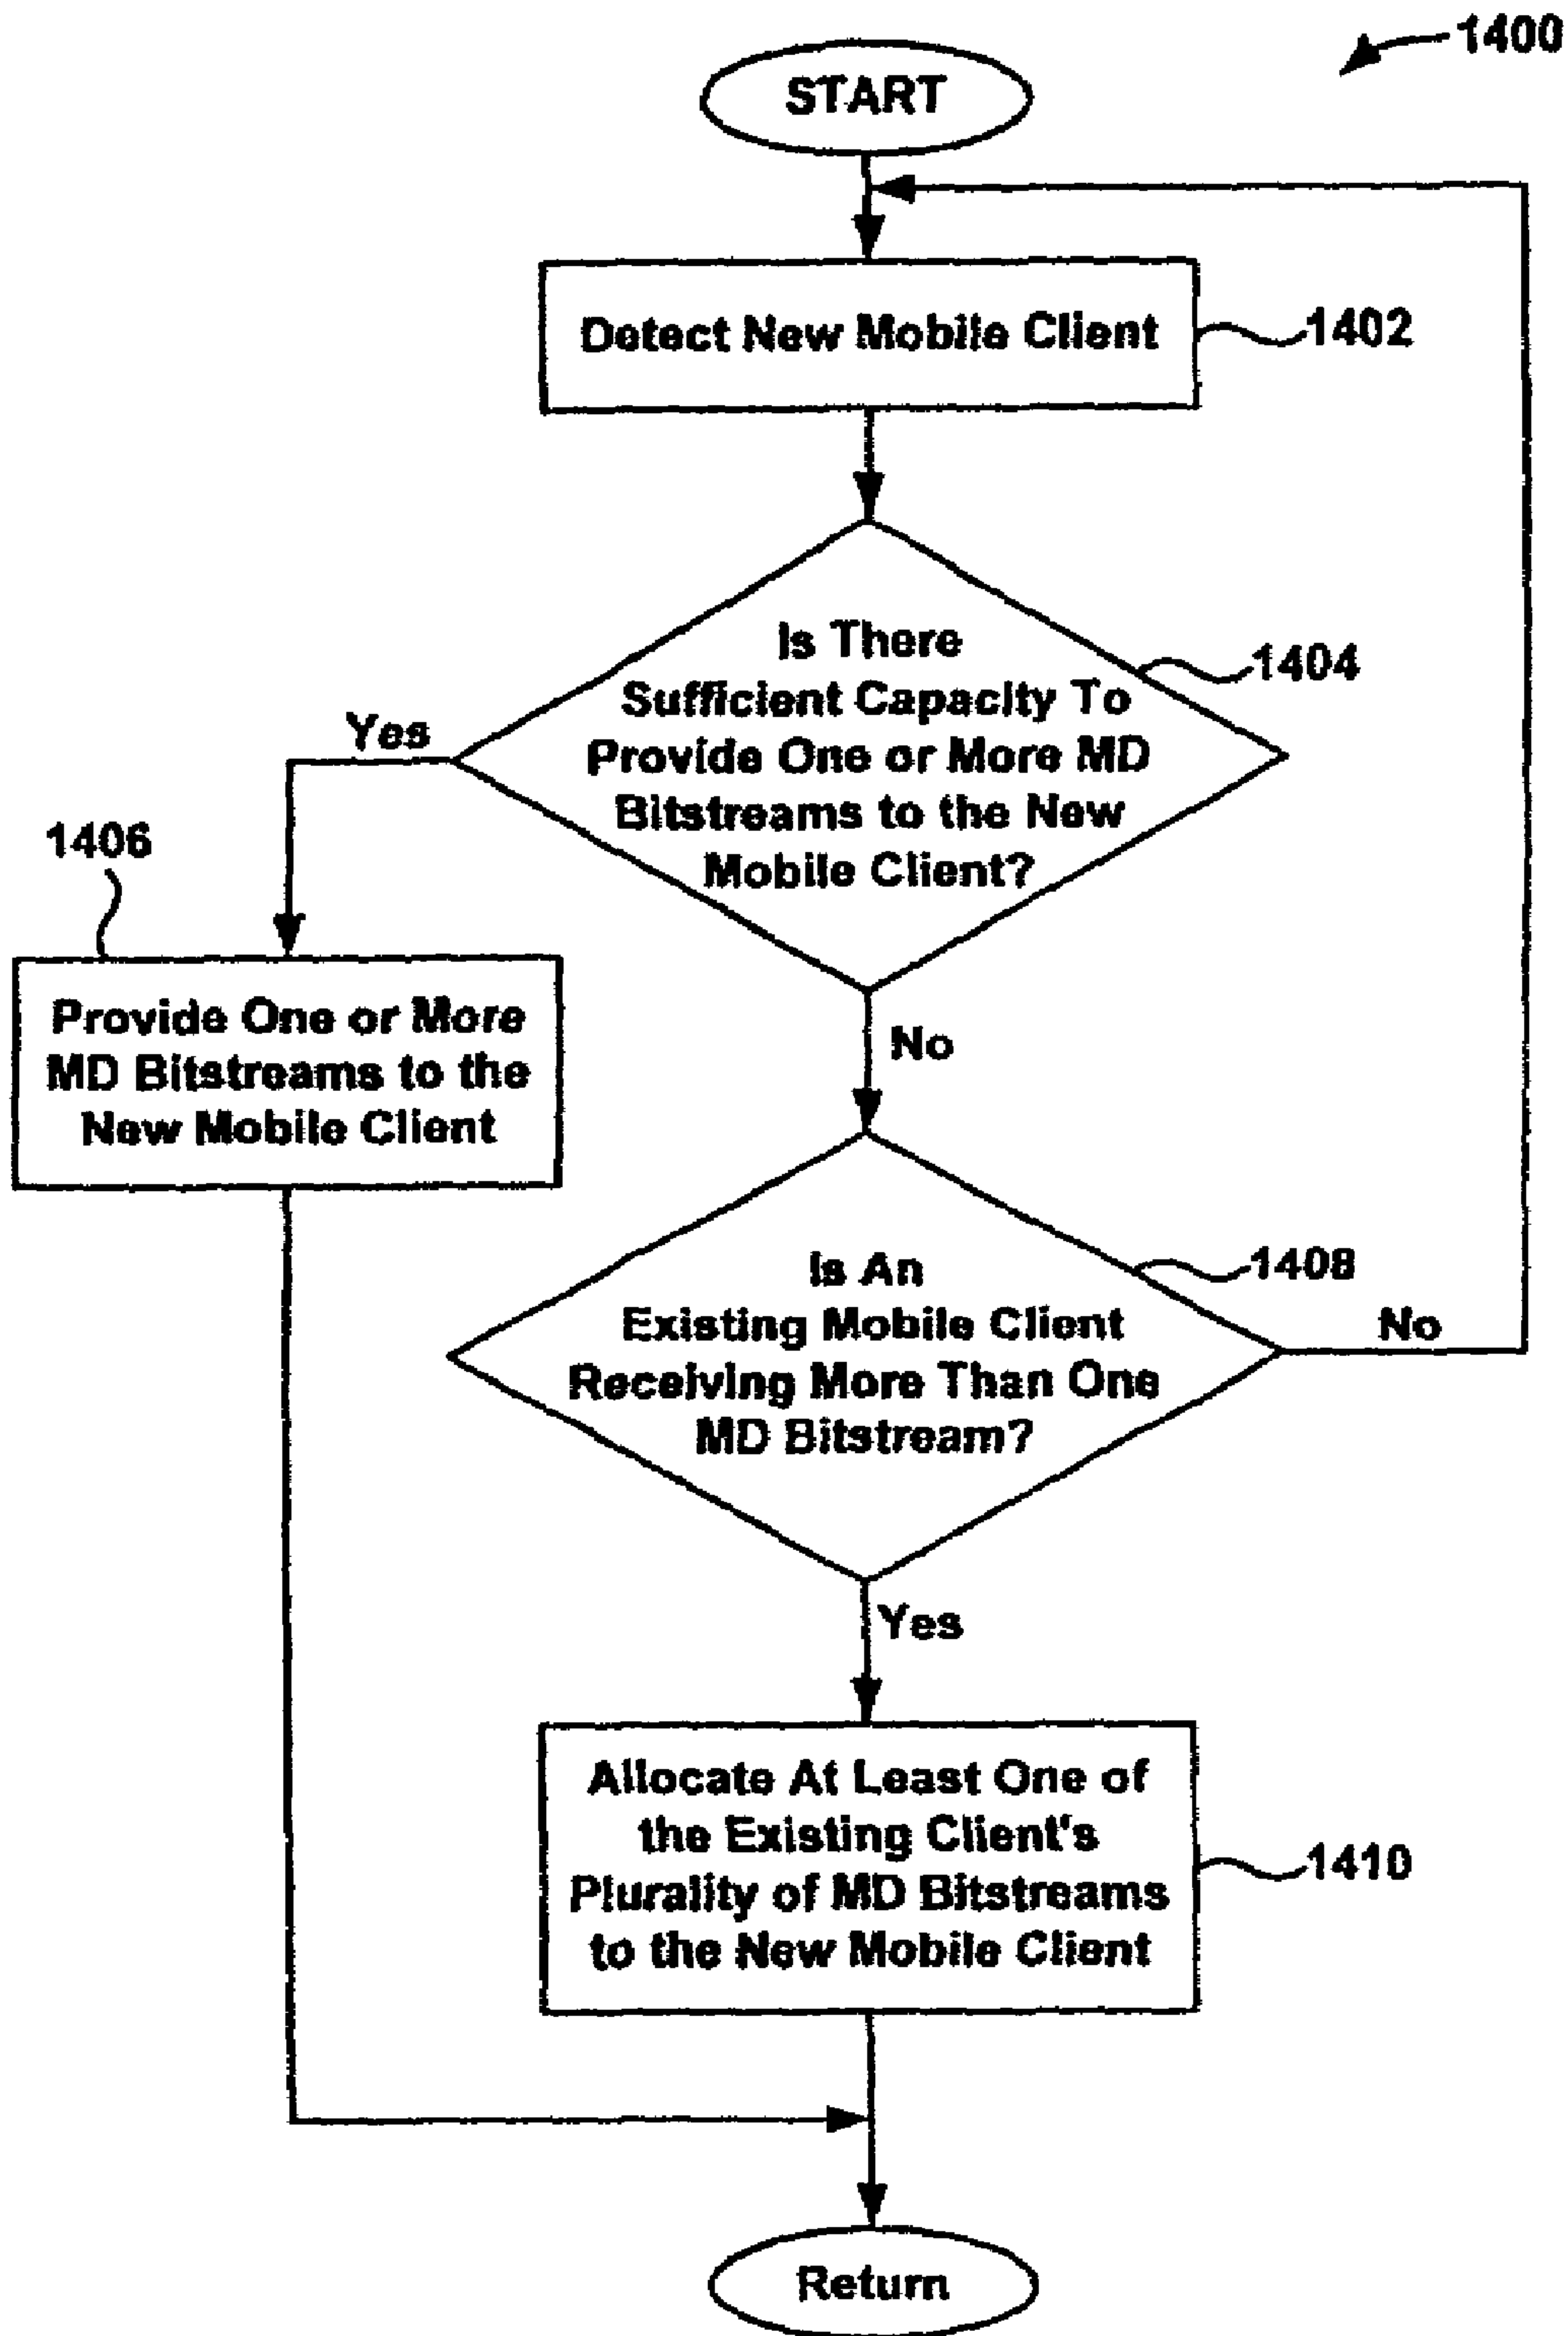 1400
START
Detect New Mobile Client
1402
Is There
Sufficient Capacity To
Provide One or More MD
Bitstreams to the New
Mobile Client?
1404
Yes
1406
Provide One or More
MD Bitstreams to the
New Mobile Client
No
Is An
Existing Mobile Client
Receiving More Than One
MD Bitstream?
1408
No
Yes
Allocate At Least One of
the Existing Client's
Plurality of MD Bitstreams
to the New Mobile Client
1410
Return